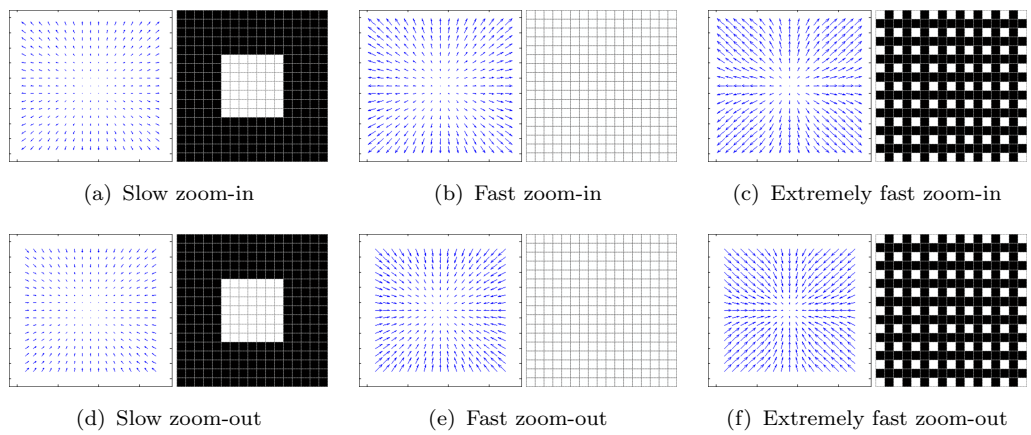 (a) Slow zoom-in
(b) Fast zoom-in
(c) Extremely fast zoom-in
(d) Slow zoom-out
(e) Fast zoom-out
(f) Extremely fast zoom-out